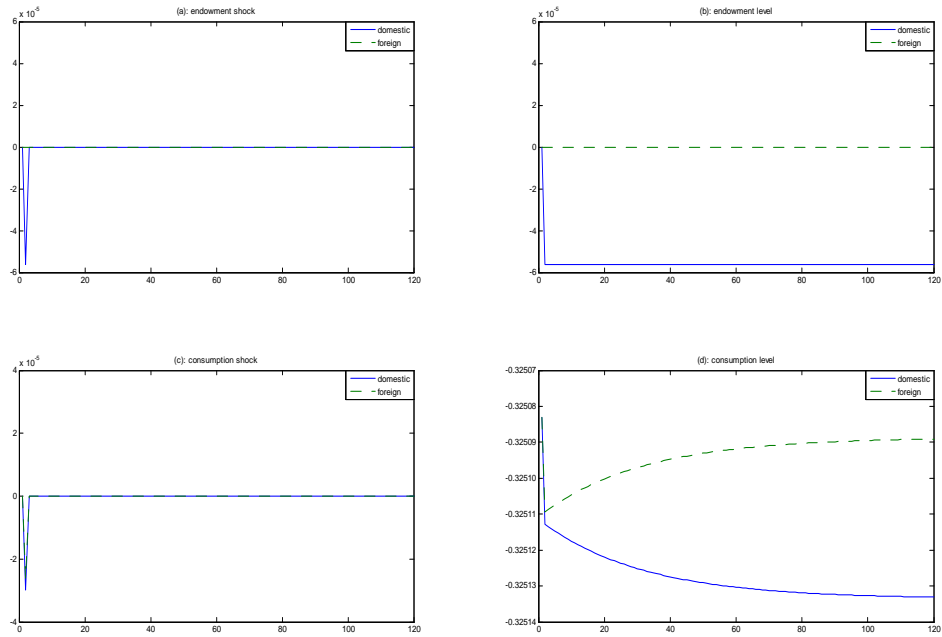 (a): endowment shock
x 10⁻⁵
6
4
2
0
-2
-4
-6
0 20 40 60 80 100 120
domestic
foreign
(b): endowment level
x 10⁻⁵
6
4
2
0
-2
-4
-6
0 20 40 60 80 100 120
domestic
foreign
(c): consumption shock
x 10⁻⁵
4
2
0
-2
-4
0 20 40 60 80 100 120
domestic
foreign
(d): consumption level
-0.32507
-0.32508
-0.32509
-0.32510
-0.32511
-0.32512
-0.32513
-0.32514
0 20 40 60 80 100 120
domestic
foreign